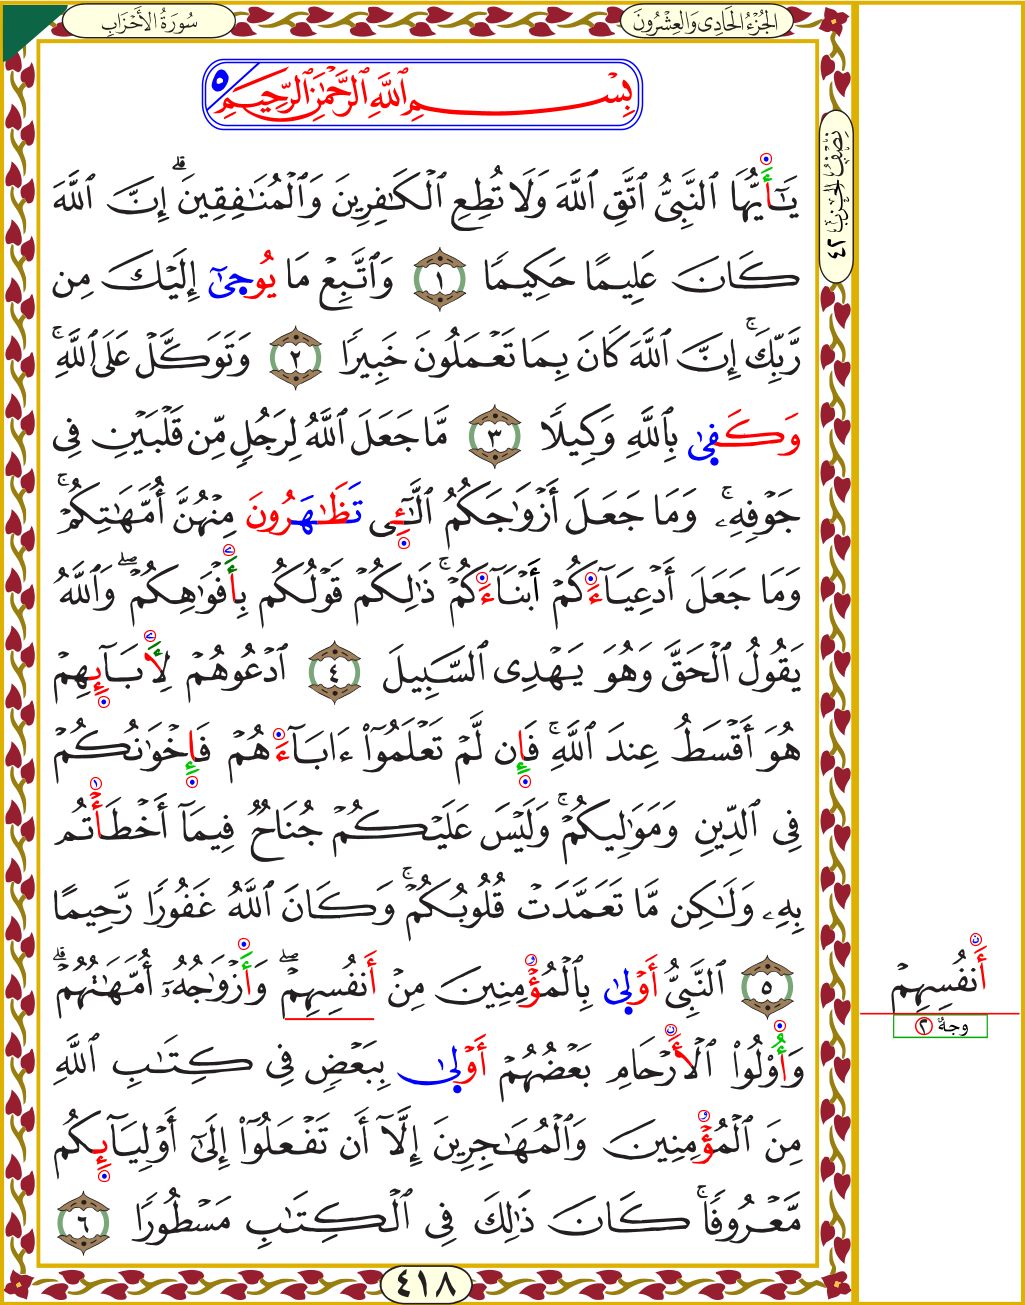 سُورَةُ الأَحْزَابِ
الجُزْءُ الحَادِي وَالعِشْرُونَ
بِسْمِ ٱللَّهِ ٱلرَّحْمَٰنِ ٱلرَّحِيمِ ٥
نِصْفُ الحِزْبِ ٤٢
يَـٰٓأَيُّهَا ٱلنَّبِىُّ ٱتَّقِ ٱللَّهَ وَلَا تُطِعِ ٱلْكَـٰفِرِينَ وَٱلْمُنَـٰفِقِينَ ۗ إِنَّ ٱللَّهَ
كَانَ عَلِيمًا حَكِيمًا ١ وَٱتَّبِعْ مَا يُوحَىٰٓ إِلَيْكَ مِن
رَّبِّكَ ۚ إِنَّ ٱللَّهَ كَانَ بِمَا تَعْمَلُونَ خَبِيرًا ٢ وَتَوَكَّلْ عَلَى ٱللَّهِ ۚ
وَكَفِىٰ بِٱللَّهِ وَكِيلًا ٣ مَّا جَعَلَ ٱللَّهُ لِرَجُلٍ مِّن قَلْبَيْنِ فِى
جَوْفِهِۦ ۚ وَمَا جَعَلَ أَزْوَٰجَكُمُ ٱلَّـٰٓـِٔى تَظَـٰهَرُونَ مِنْهُنَّ أُمَّهَـٰتِكُمْ ۚ
وَمَا جَعَلَ أَدْعِيَآءَكُمْ أَبْنَآءَكُمْ ۚ ذَٰلِكُمْ قَوْلُكُم بِأَفْوَٰهِكُمْ ۖ وَٱللَّهُ
يَقُولُ ٱلْحَقَّ وَهُوَ يَهْدِى ٱلسَّبِيلَ ٤ ٱدْعُوهُمْ لِأَبَآئِهِمْ
هُوَ أَقْسَطُ عِندَ ٱللَّهِ ۚ فَإِن لَّمْ تَعْلَمُوٓا۟ ءَابَآءَهُمْ فَإِخْوَٰنُكُمْ
فِى ٱلدِّينِ وَمَوَٰلِيكُمْ ۚ وَلَيْسَ عَلَيْكُمْ جُنَاحٌ فِيمَآ أَخْطَأْتُم
بِهِۦ وَلَـٰكِن مَّا تَعَمَّدَتْ قُلُوبُكُمْ ۚ وَكَانَ ٱللَّهُ غَفُورًا رَّحِيمًا
٥ ٱلنَّبِىُّ أَوْلِىٰ بِٱلْمُؤْمِنِينَ مِنْ أَنفُسِهِمْ ۖ وَأَزْوَٰجُهُۥٓ أُمَّهَـٰتُهُمْ ۗ
وَأُو۟لُوا۟ ٱلْأَرْحَامِ بَعْضُهُمْ أَوْلِىٰ بِبَعْضٍ فِى كِتَـٰبِ ٱللَّهِ
مِنَ ٱلْمُؤْمِنِينَ وَٱلْمُهَـٰجِرِينَ إِلَّآ أَن تَفْعَلُوٓا۟ إِلَىٰٓ أَوْلِيَآئِكُم
مَّعْرُوفًا ۚ كَانَ ذَٰلِكَ فِى ٱلْكِتَـٰبِ مَسْطُورًا ٦
٤١٨
أَنفُسِهِمْ
وجهٌ ٢